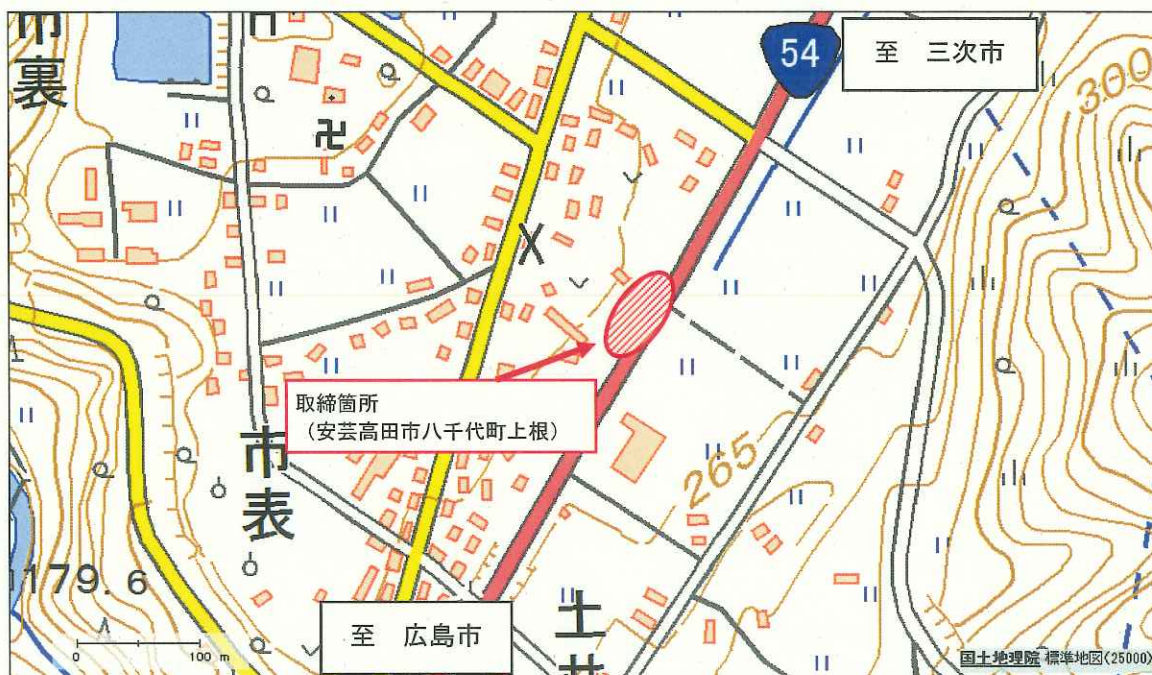 市裏
54
至 三次市
300
取締箇所
（安芸高田市八千代町上根）
265
市表
179.6
至 広島市
土井
0 100 m
国土地理院 標準地図(25000)